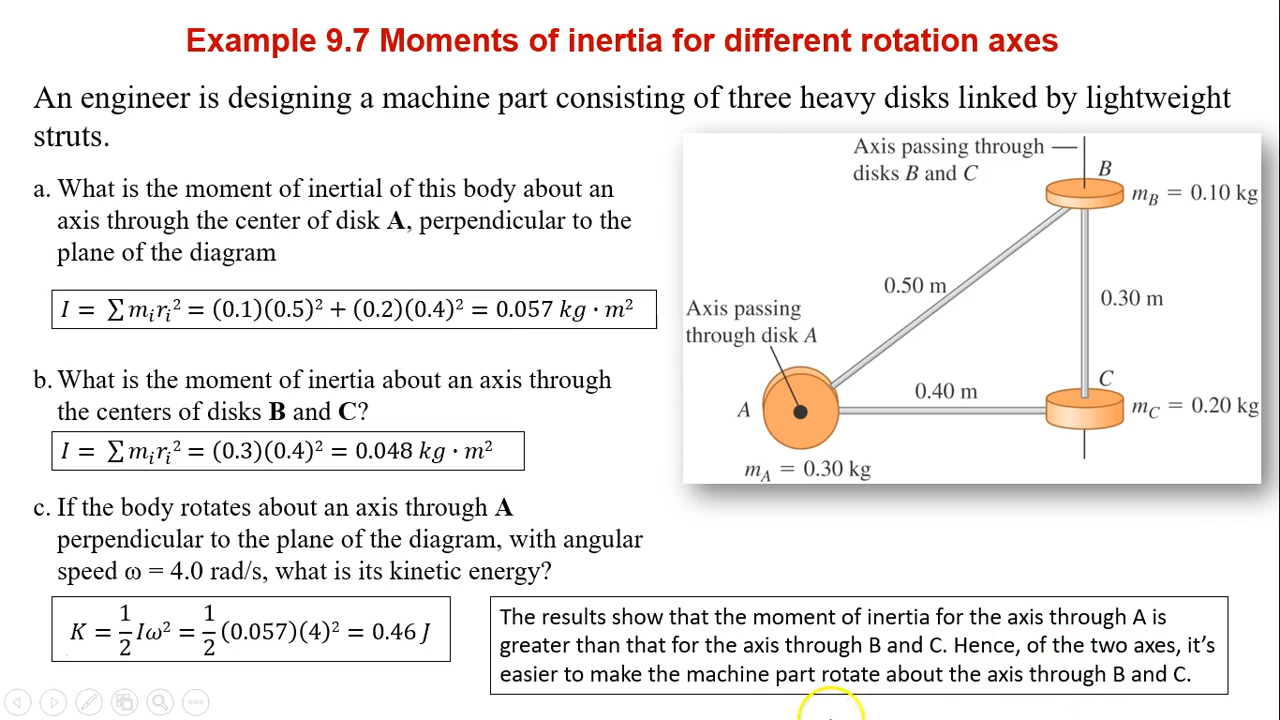 Example 9.7 Moments of inertia for different rotation axes
An engineer is designing a machine part consisting of three heavy disks linked by lightweight
struts.
a. What is the moment of inertial of this body about an
axis through the center of disk A, perpendicular to the
plane of the diagram
I = ∑mᵢrᵢ² = (0.1)(0.5)² + (0.2)(0.4)² = 0.057 kg · m²
b. What is the moment of inertia about an axis through
the centers of disks B and C?
I = ∑mᵢrᵢ² = (0.3)(0.4)² = 0.048 kg · m²
c. If the body rotates about an axis through A
perpendicular to the plane of the diagram, with angular
speed ω = 4.0 rad/s, what is its kinetic energy?
K = 1/2 Iω² = 1/2 (0.057)(4)² = 0.46 J
Axis passing through
disks B and C
B
m_B = 0.10 kg
0.50 m
0.30 m
Axis passing
through disk A
A
0.40 m
C
m_C = 0.20 kg
m_A = 0.30 kg
The results show that the moment of inertia for the axis through A is
greater than that for the axis through B and C. Hence, of the two axes, it's
easier to make the machine part rotate about the axis through B and C.